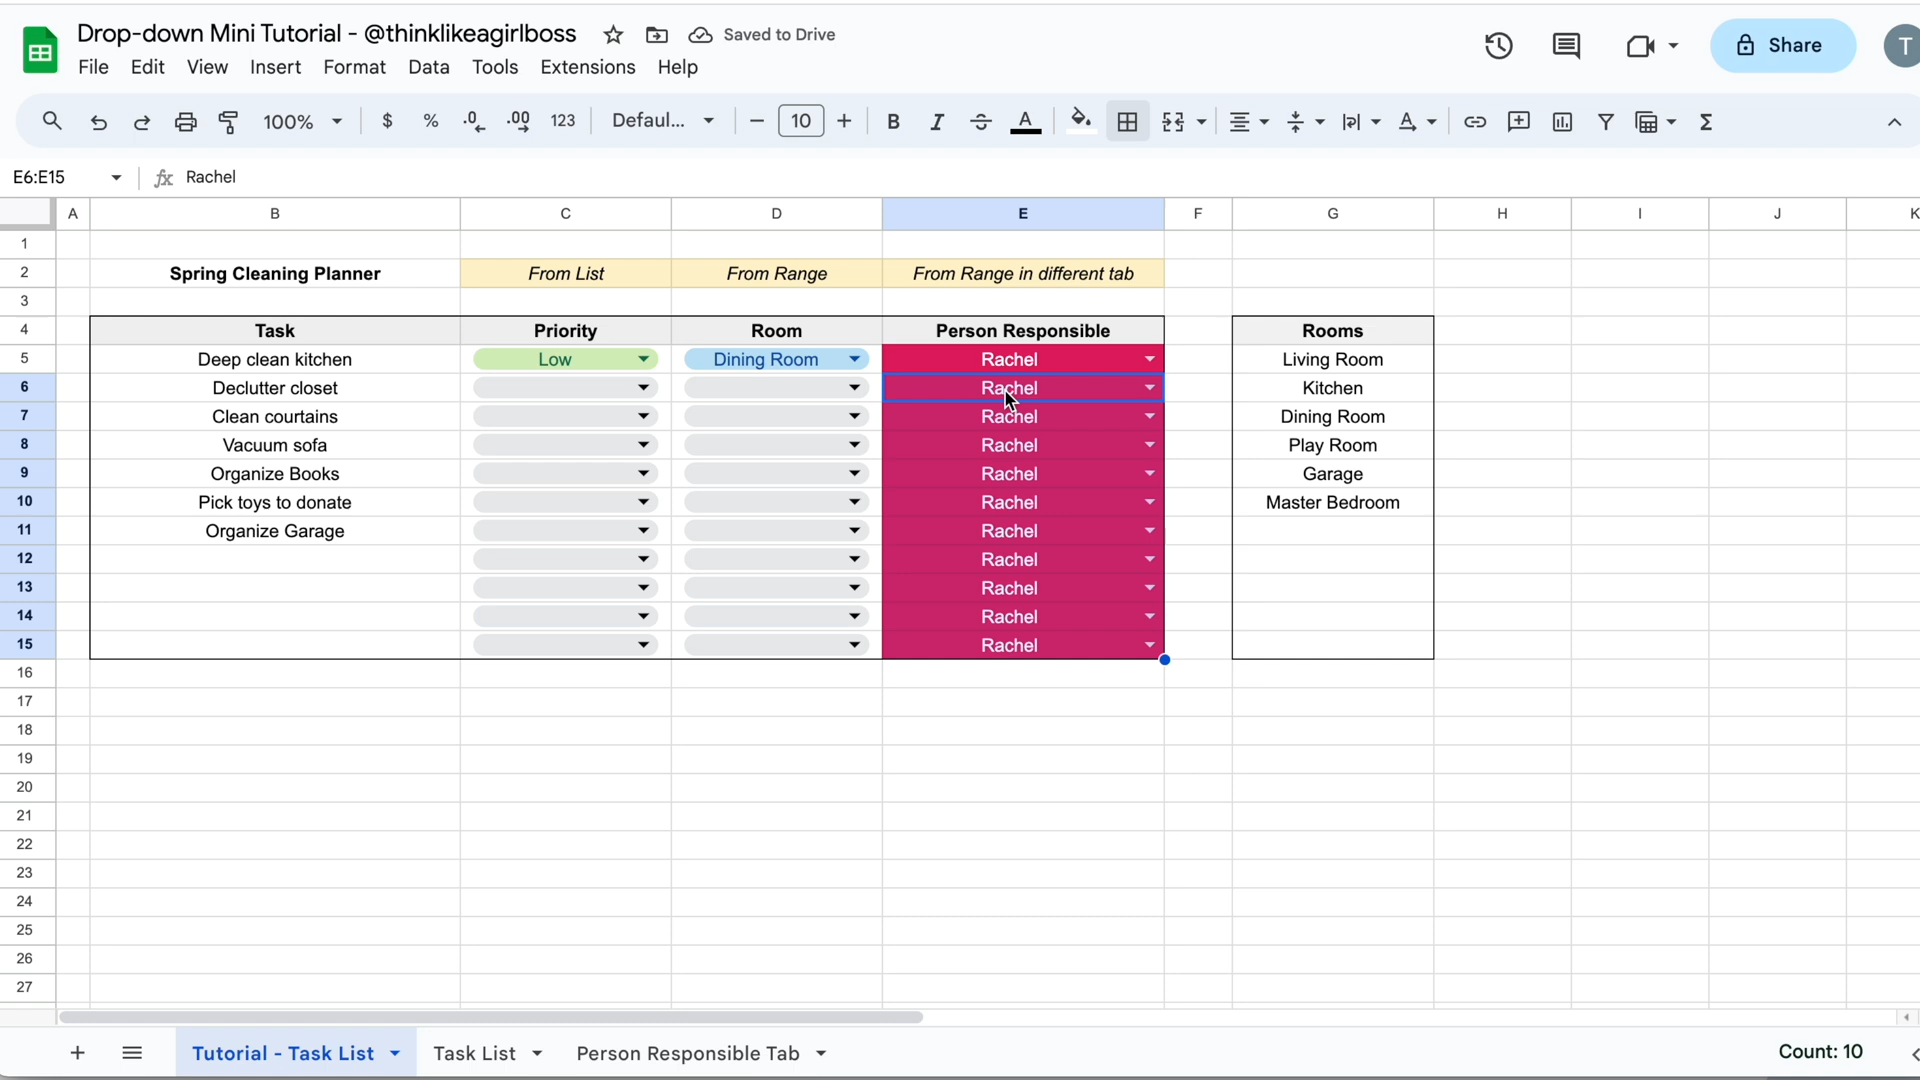 Drop-down Mini Tutorial - @thinklikeagirlboss Saved to Drive
File Edit View Insert Format Data Tools Extensions Help
Share T
100% $ % .0 .00 123 Defaul... − 10 + B I S A Σ
E6:E15 fx Rachel
A B C D E F G H I J K
1
2 Spring Cleaning Planner From List From Range From Range in different tab
3
4 Task Priority Room Person Responsible Rooms
5 Deep clean kitchen Low Dining Room Rachel Living Room
6 Declutter closet Rachel Kitchen
7 Clean courtains Rachel Dining Room
8 Vacuum sofa Rachel Play Room
9 Organize Books Rachel Garage
10 Pick toys to donate Rachel Master Bedroom
11 Organize Garage Rachel
12 Rachel
13 Rachel
14 Rachel
15 Rachel
16
17
18
19
20
21
22
23
24
25
26
27
+ Tutorial - Task List Task List Person Responsible Tab Count: 10